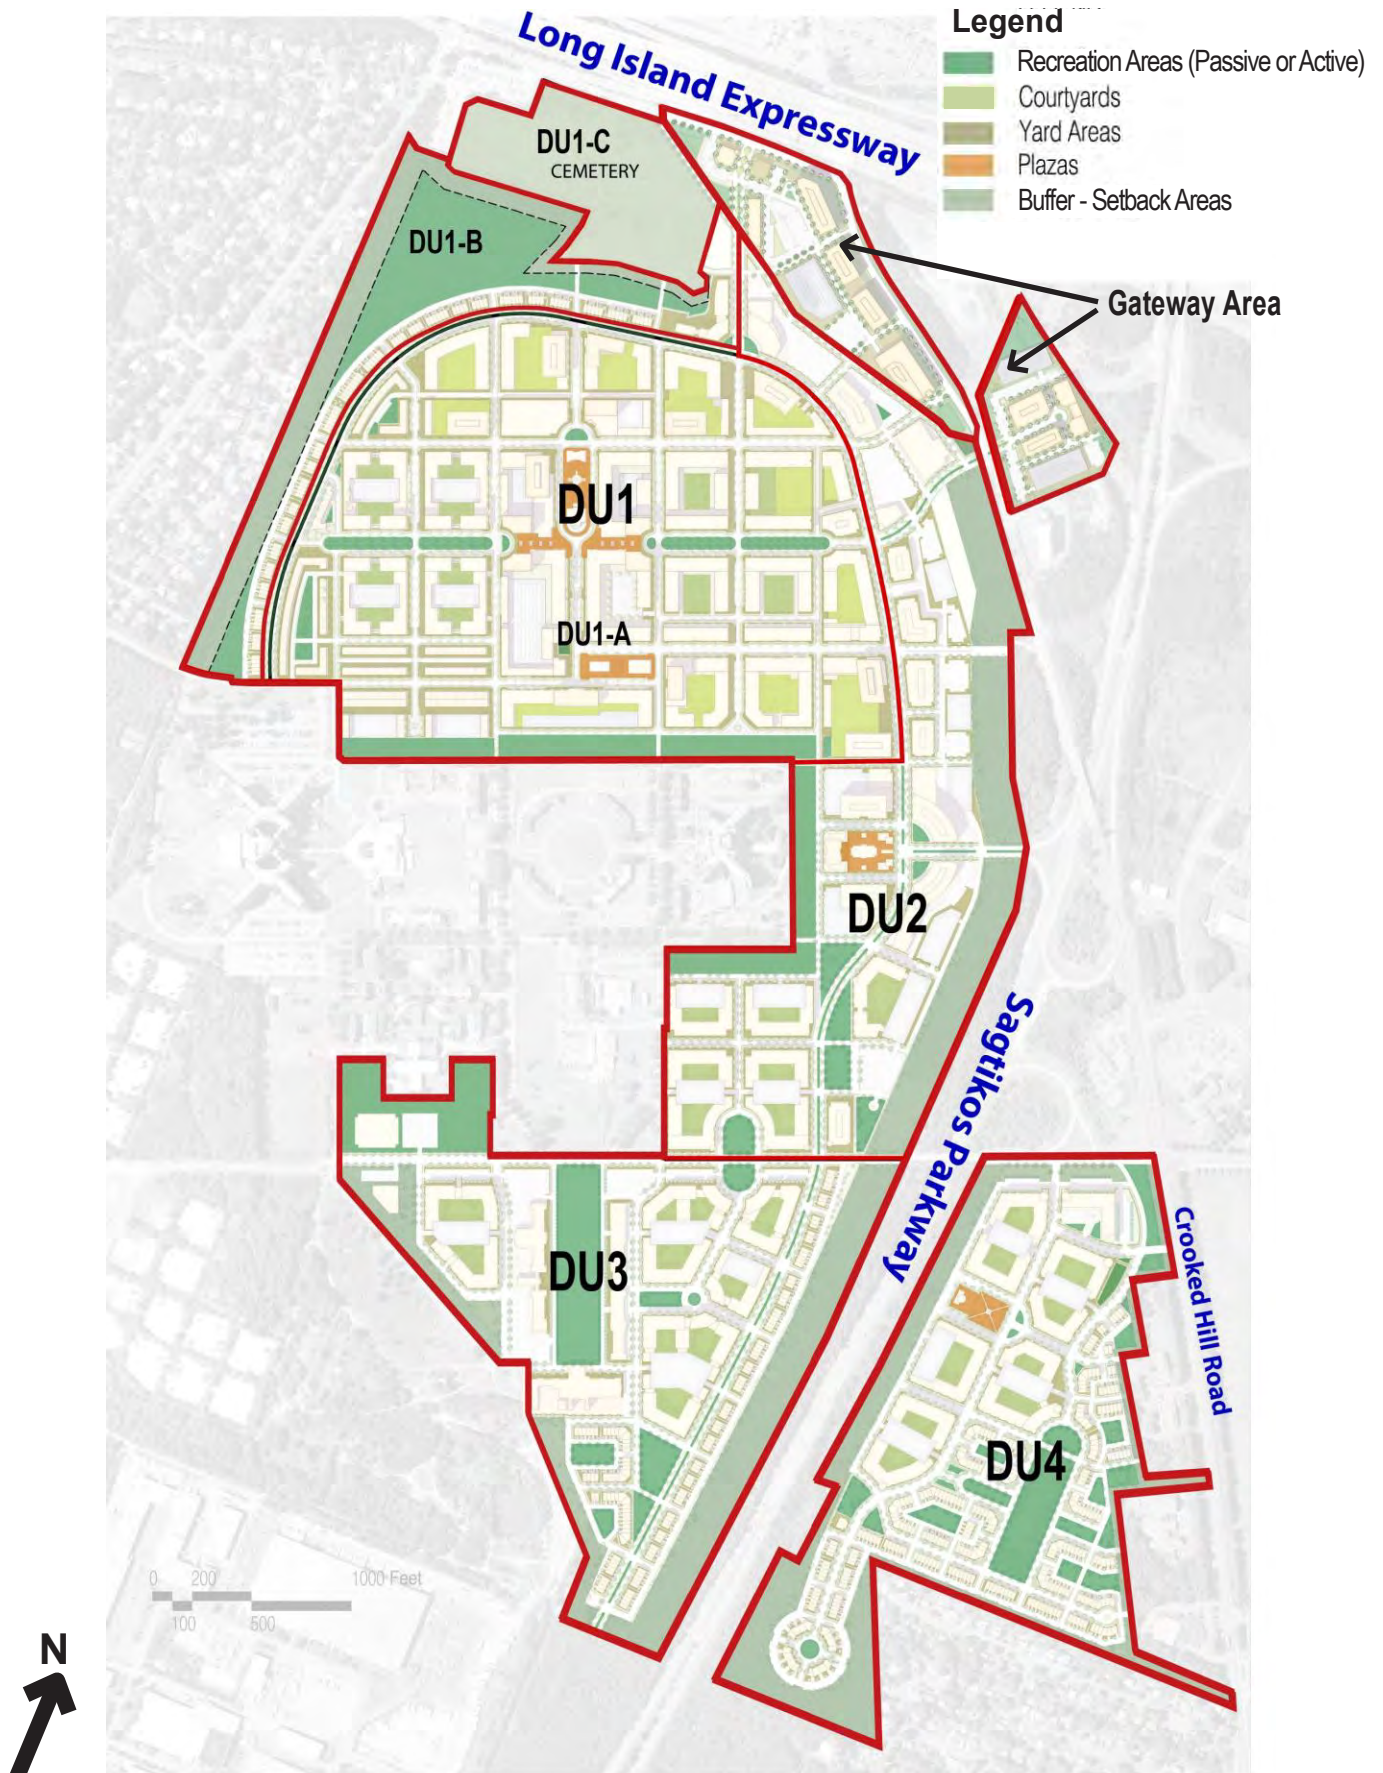 Legend
Recreation Areas (Passive or Active)
Courtyards
Yard Areas
Plazas
Buffer - Setback Areas
Long Island Expressway
DU1-C
CEMETERY
DU1-B
Gateway Area
DU1
DU1-A
DU2
Sagtikos Parkway
Crooked Hill Road
DU3
DU4
0 200 1000 Feet
100 500
N